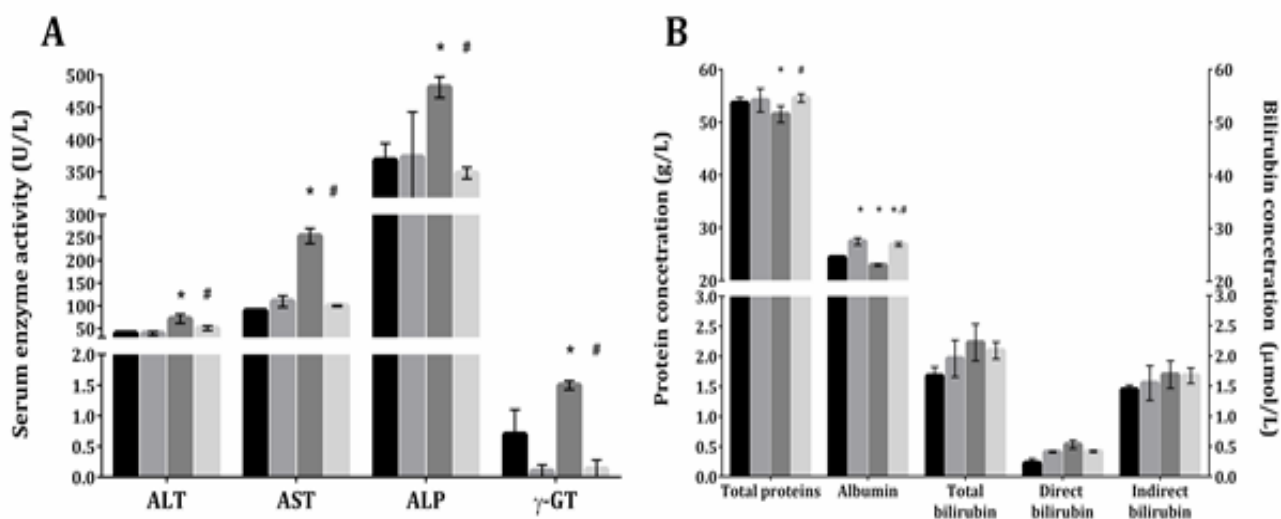 A
B
Serum enzyme activity (U/L)
500
450
400
350
300
250
200
150
100
50
2.0
1.5
1.0
0.5
0.0
* #
* #
* #
* #
ALT
AST
ALP
γ-GT
Protein concetration (g/L)
60
50
40
30
20
3.0
2.5
2.0
1.5
1.0
0.5
0.0
* #
* * *,#
Total proteins
Albumin
Total
bilirubin
Direct
bilirubin
Indirect
bilirubin
60
50
40
30
20
3.0
2.5
2.0
1.5
1.0
0.5
0.0
Bilirubin concetration (µmol/L)